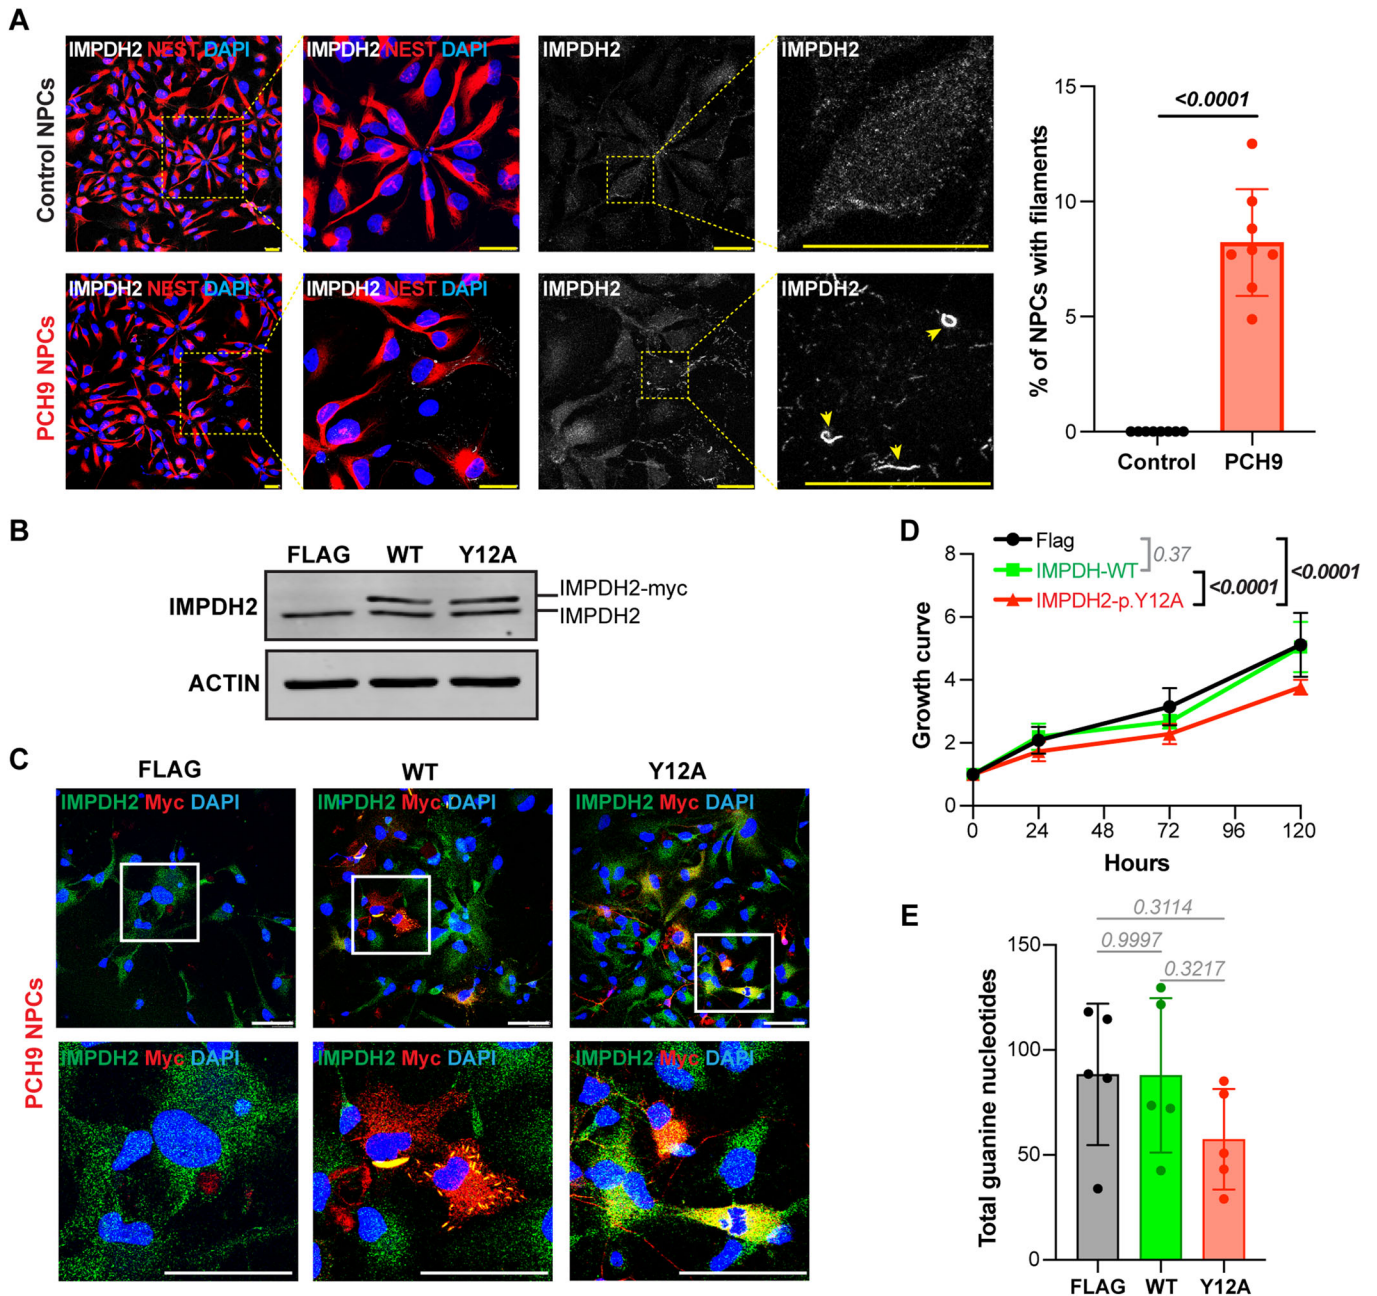 A
IMPDH2 NEST DAPI
IMPDH2 NEST DAPI
IMPDH2
IMPDH2
Control NPCs
IMPDH2 NEST DAPI
IMPDH2 NEST DAPI
IMPDH2
IMPDH2
PCH9 NPCs
% of NPCs with filaments
15
10
5
0
<0.0001
Control PCH9
B
FLAG WT Y12A
IMPDH2
IMPDH2-myc
IMPDH2
ACTIN
C
FLAG WT Y12A
IMPDH2 Myc DAPI
IMPDH2 Myc DAPI
IMPDH2 Myc DAPI
PCH9 NPCs
IMPDH2 Myc DAPI
IMPDH2 Myc DAPI
IMPDH2 Myc DAPI
D
Flag
IMPDH-WT
IMPDH2-p.Y12A
0.37
<0.0001
<0.0001
Growth curve
8
6
4
2
0
0 24 48 72 96 120
Hours
E
0.3114
0.9997
0.3217
Total guanine nucleotides
150
100
50
0
FLAG WT Y12A